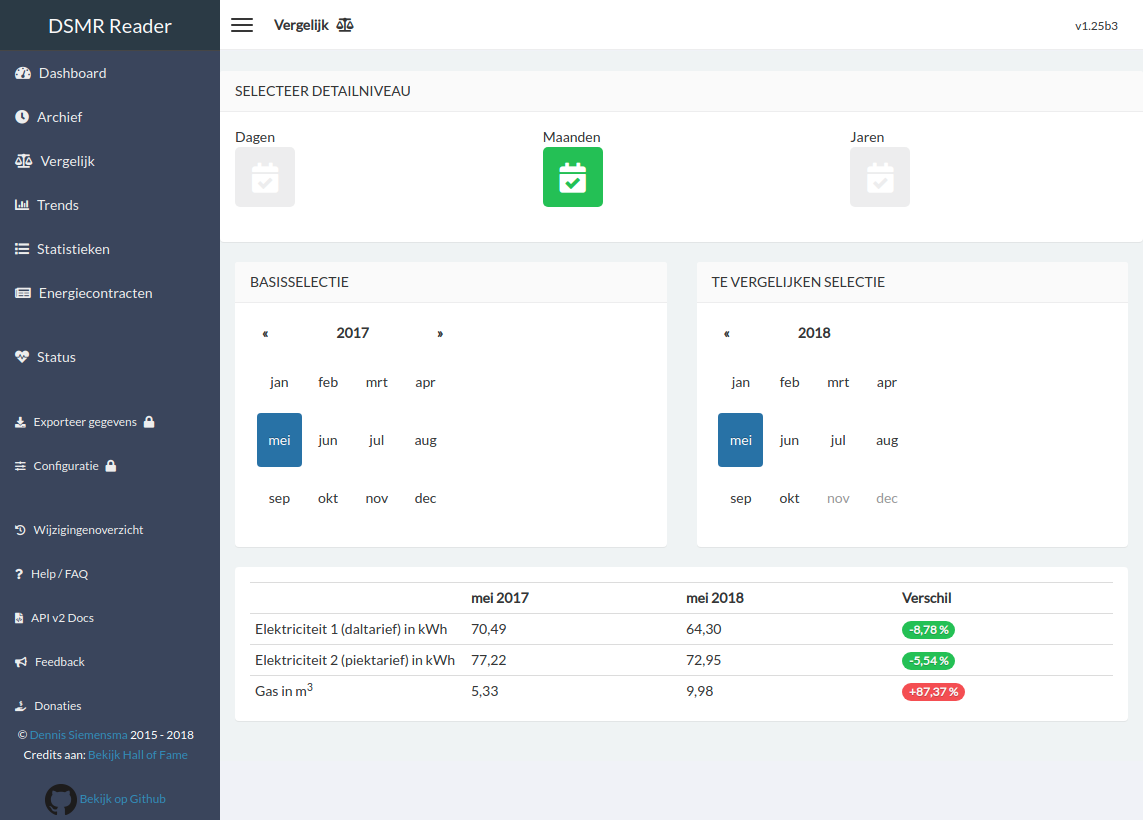 DSMR Reader
Vergelijk
v1.25b3
Dashboard
Archief
Vergelijk
Trends
Statistieken
Energiecontracten
Status
Exporteer gegevens
Configuratie
Wijzigingenoverzicht
Help / FAQ
API v2 Docs
Feedback
Donaties
© Dennis Siemensma 2015 - 2018
Credits aan: Bekijk Hall of Fame
Bekijk op Github
SELECTEER DETAILNIVEAU
Dagen Maanden Jaren
BASISSELECTIE
« 2017 »
jan feb mrt apr
mei jun jul aug
sep okt nov dec
TE VERGELIJKEN SELECTIE
« 2018
jan feb mrt apr
mei jun jul aug
sep okt nov dec
mei 2017 mei 2018 Verschil
Elektriciteit 1 (daltarief) in kWh 70,49 64,30 -8,78 %
Elektriciteit 2 (piektarief) in kWh 77,22 72,95 -5,54 %
Gas in m³ 5,33 9,98 +87,37 %